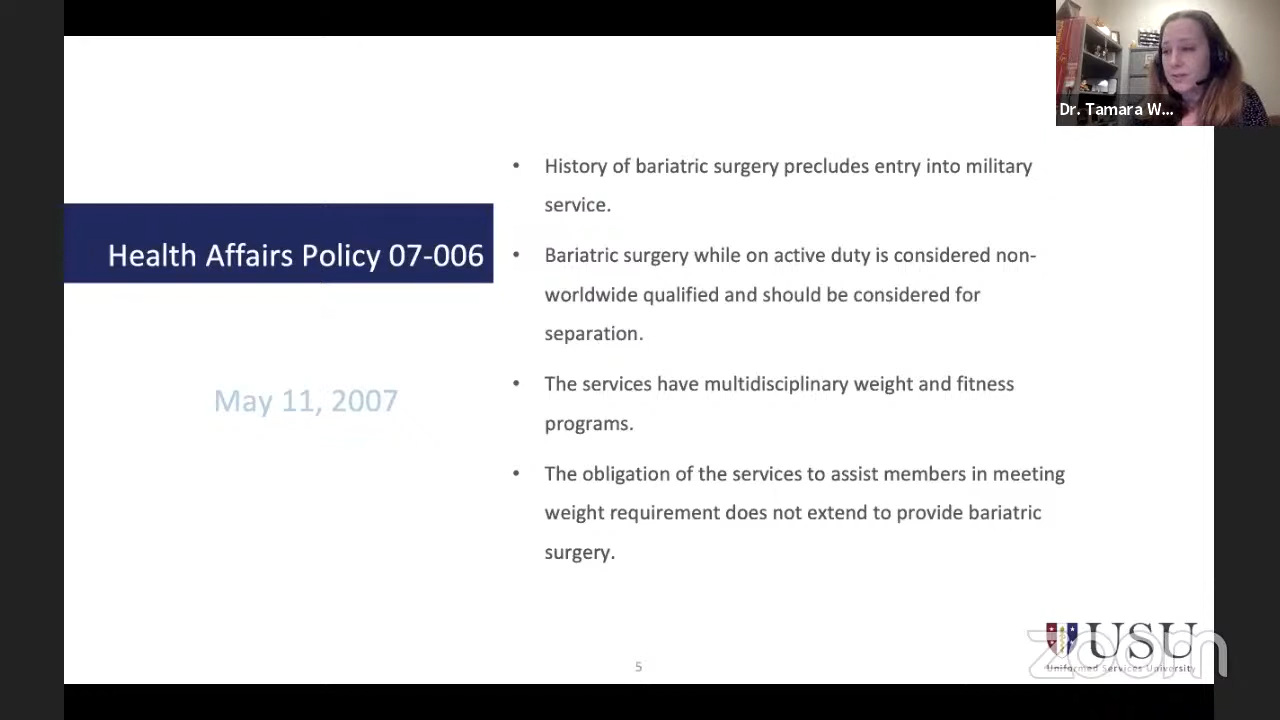 Dr. Tamara W...
Health Affairs Policy 07-006
May 11, 2007
• History of bariatric surgery precludes entry into military
service.
• Bariatric surgery while on active duty is considered non-
worldwide qualified and should be considered for
separation.
• The services have multidisciplinary weight and fitness
programs.
• The obligation of the services to assist members in meeting
weight requirement does not extend to provide bariatric
surgery.
5
USU
Uniformed Services University
zoom